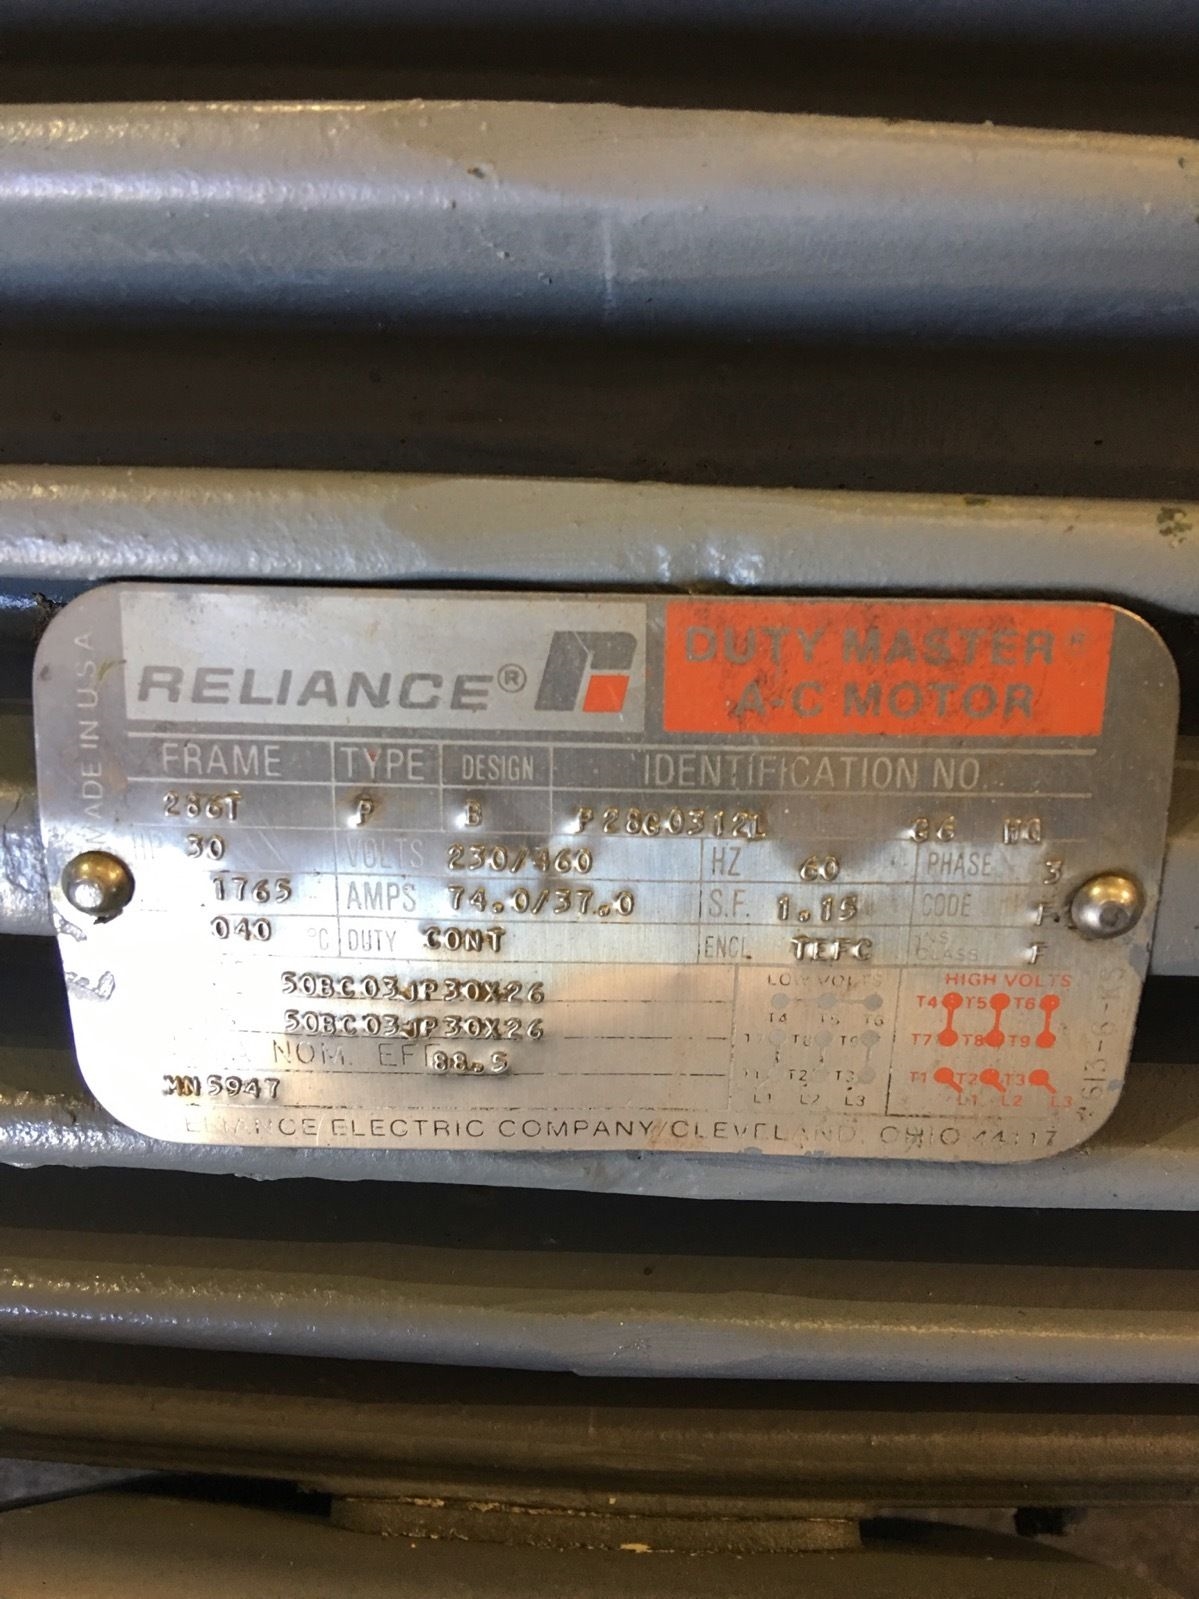 MADE IN U.S.A
RELIANCE®
DUTY MASTER®
A-C MOTOR
FRAME TYPE DESIGN IDENTIFICATION NO.
286T P B P28G0312L GG
HP 30 VOLTS 230/460 HZ 60 PHASE 3
1765 AMPS 74.0/37.0 S.F. 1.15 CODE
040 °C DUTY CONT ENCL. TEFC CLASS F
50BC03JP30X26
50BC03JP30X26
NOM. EFF 88.5
MN5947
LOW VOLTS
T4 T5 T6
T7 T8 T9
T1 T2 T3
L1 L2 L3
HIGH VOLTS
T4 T5 T6
T7 T8 T9
T1 T2 T3
L1 L2 L3
RELIANCE ELECTRIC COMPANY/CLEVELAND, OHIO 44117